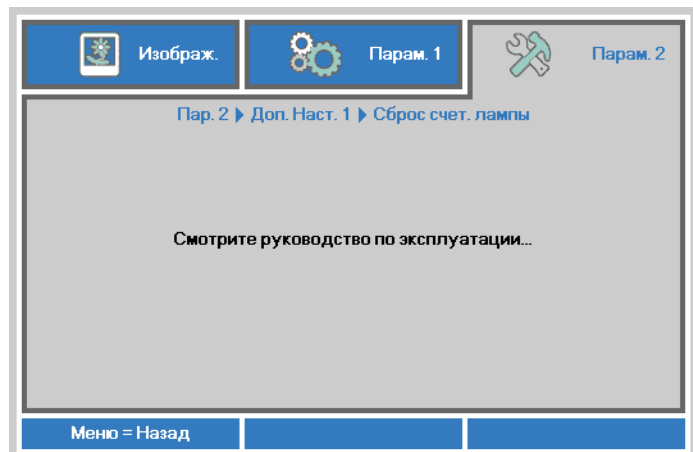 Изображ.
Парам. 1
Парам. 2
Пар. 2 Доп. Наст. 1 Сброс счет. лампы
Смотрите руководство по эксплуатации...
Меню = Назад